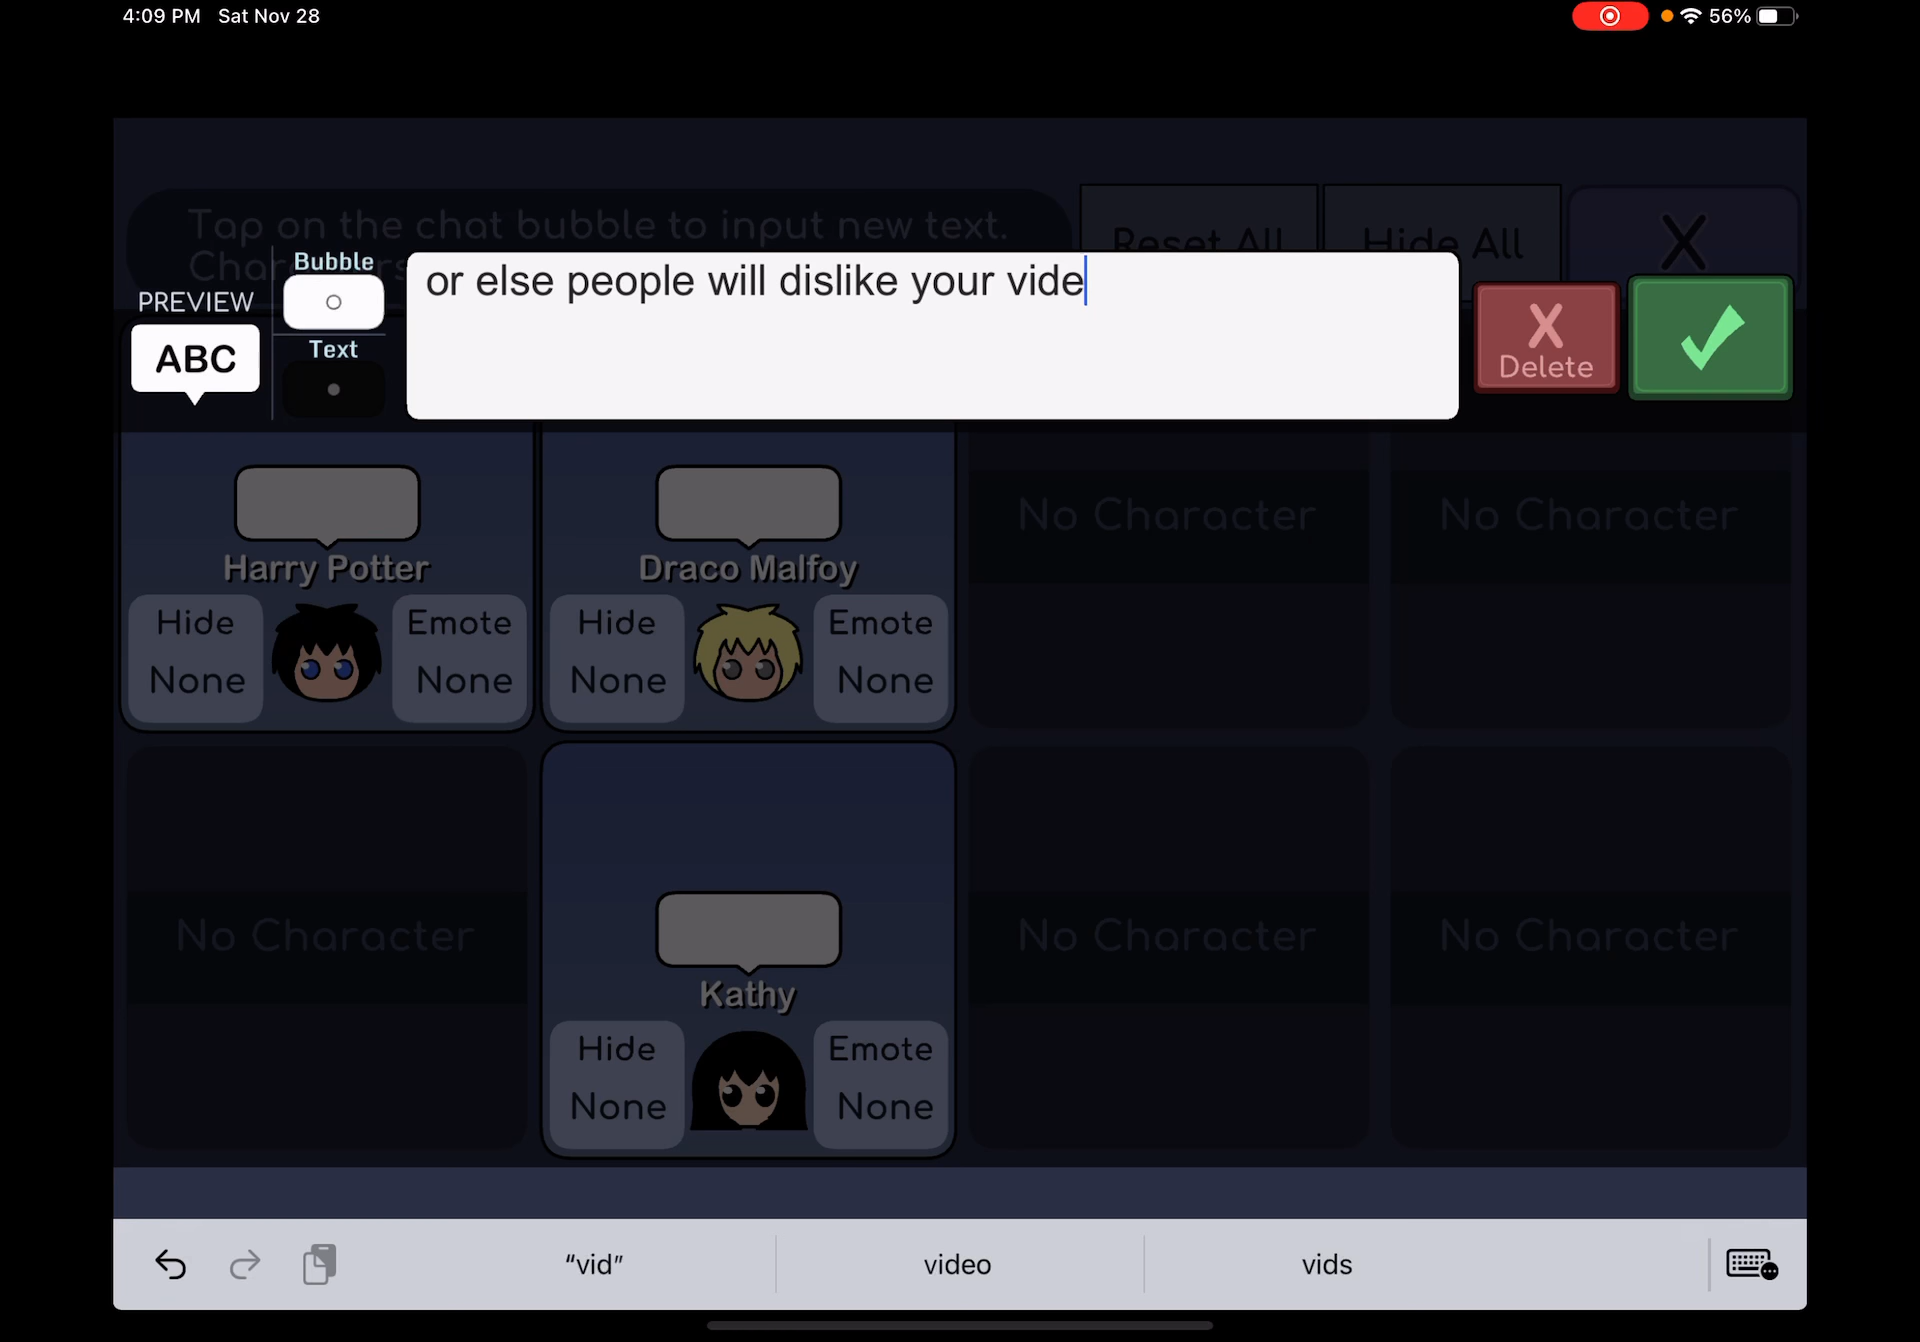 4:09 PM Sat Nov 28
56%
Tap on the chat bubble to input new text.
Reset All
Hide All
X
Bubble
or else people will dislike your vide
PREVIEW
ABC
Text
X
Delete
Harry Potter
Hide
None
Emote
None
Draco Malfoy
Hide
None
Emote
None
No Character
No Character
No Character
Kathy
Hide
None
Emote
None
No Character
No Character
“vid”
video
vids